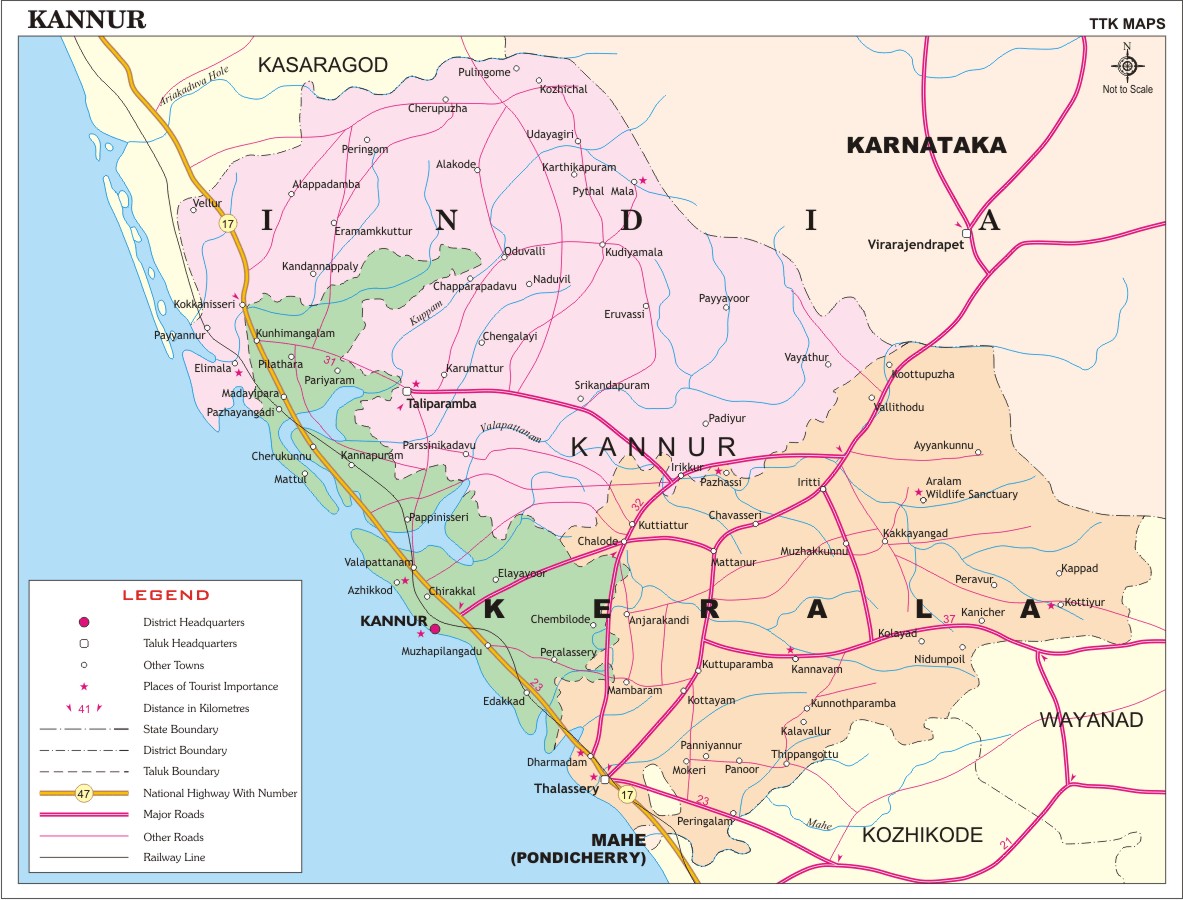 KANNUR
TTK MAPS
N
Not to Scale
KASARAGOD
Ariakaduva Hole
Pulingome
Kozhichal
Cherupuzha
Udayagiri
KARNATAKA
Peringom
Alakode
Karthikapuram
Alappadamba
Pythal Mala
Vellur
I N D I A
17
Eramamkkuttur
Virarajendrapet
Oduvalli
Kudiyamala
Kandannappaly
Chapparapadavu
Naduvil
Payyavoor
Kokkanisseri
Kuppam
Eruvassi
Payyannur
Kunhimangalam
Chengalayi
Elimala
Pilathara
31
Vayathur
Pariyaram
Karumattur
Koottupuzha
Madayipara
Srikandapuram
Pazhayangadi
Taliparamba
Vallithodu
Padiyur
Valapattanam
KANNUR
Parssinikadavu
Ayyankunnu
Cherukunnu
Kannapuram
Irikkur
Mattul
Pazhassi
Iritti
Aralam
Wildlife Sanctuary
32
Pappinisseri
Kuttiattur
Chavasseri
Chalode
Kakkayangad
Muzhakkunnu
Mattanur
Valapattanam
Elayavoor
Kappad
Azhikkod
Chirakkal
Peravur
KERALA
Kottiyur
KANNUR
Chembilode
Anjarakandi
37
Kanicher
Kolayad
Muzhapilangadu
Peralassery
Nidumpoil
Kuttuparamba
Kannavam
23
Mambaram
Edakkad
Kottayam
Kunnothparamba
WAYANAD
Kalavallur
Panniyannur
Thippangottu
Dharmadam
Mokeri
Panoor
Thalassery
17
23
Peringalam
Mahe
KOZHIKODE
MAHE
(PONDICHERRY)
21
LEGEND
District Headquarters
Taluk Headquarters
Other Towns
Places of Tourist Importance
41 Distance in Kilometres
State Boundary
District Boundary
Taluk Boundary
47 National Highway With Number
Major Roads
Other Roads
Railway Line